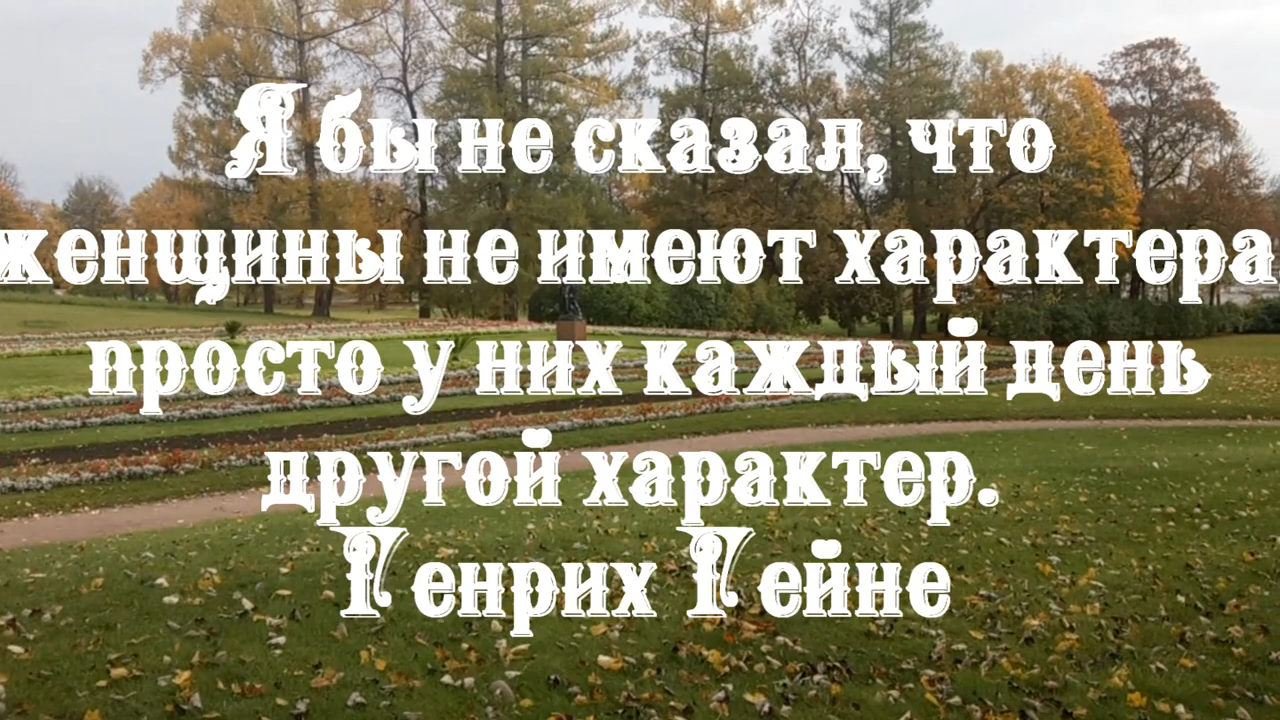 Я бы не сказал, что
женщины не имеют характера
просто у них каждый день
другой характер.
Генрих Гейне